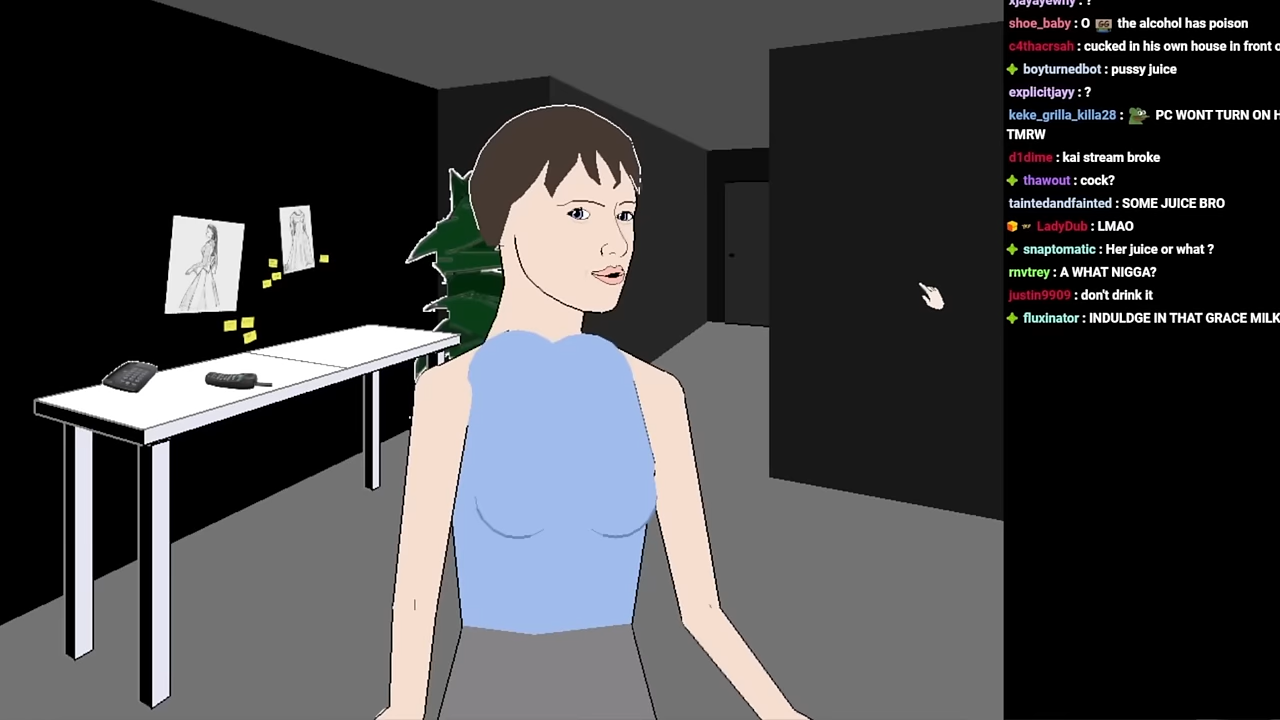 xjayayewhy : ?
shoe_baby : O the alcohol has poison
c4thacrsah : cucked in his own house in front o
boyturnedbot : pussy juice
explicitjayy : ?
keke_grilla_killa28 : PC WONT TURN ON H
TMRW
d1dime : kai stream broke
thawout : cock?
taintedandfainted : SOME JUICE BRO
LadyDub : LMAO
snaptomatic : Her juice or what ?
rnvtrey : A WHAT NIGGA?
justin9909 : don't drink it
fluxinator : INDULDGE IN THAT GRACE MILK